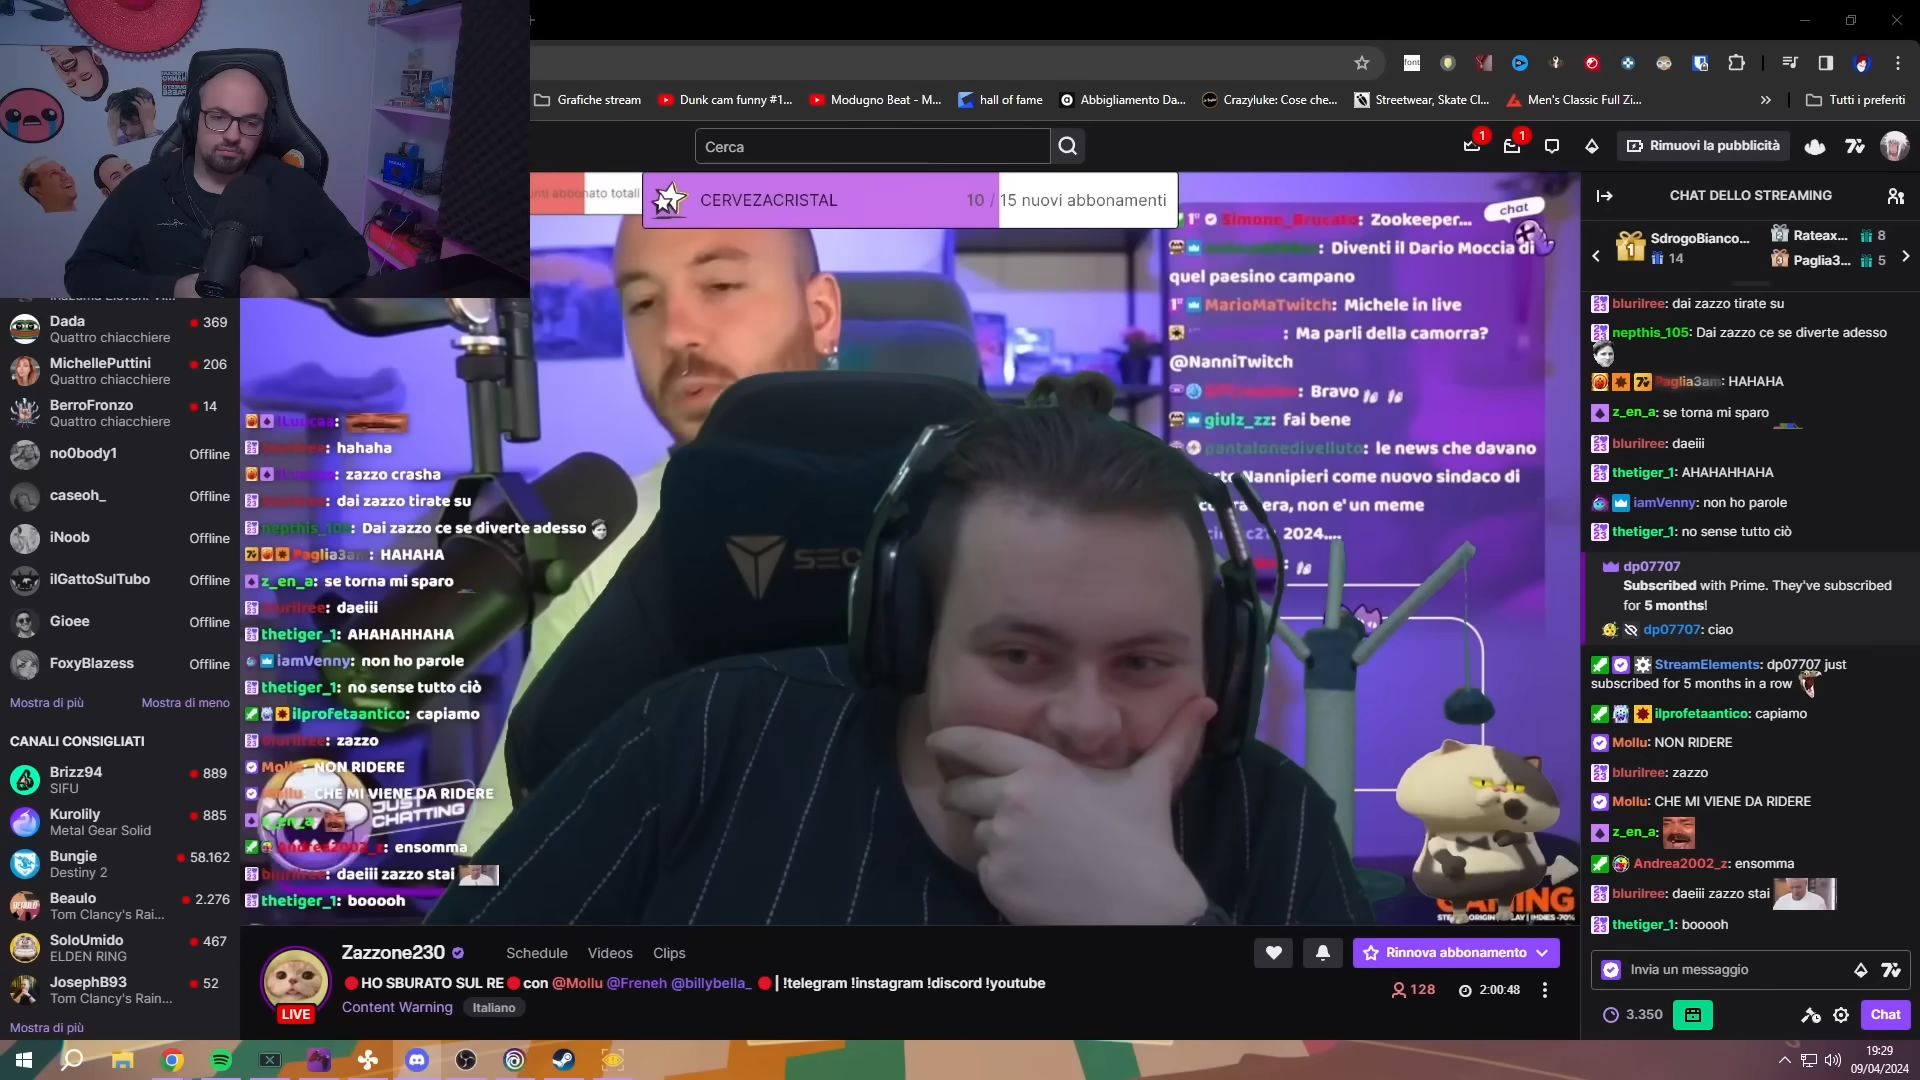 Grafiche stream
Dunk cam funny #1...
Modugno Beat - M...
hall of fame
Abbigliamento Da...
Crazyluke: Cose che...
Streetwear, Skate Cl...
Men's Classic Full Zi...
Tutti i preferiti
Cerca
1
1
Rimuovi la pubblicità
abbonato totali
CERVEZACRISTAL
10 / 15 nuovi abbonamenti
Dada
369
Quattro chiacchiere
MichellePuttini
206
Quattro chiacchiere
BerroFronzo
14
Quattro chiacchiere
no0body1
Offline
caseoh_
Offline
iNoob
Offline
ilGattoSulTubo
Offline
Gioee
Offline
FoxyBlazess
Offline
Mostra di più
Mostra di meno
CANALI CONSIGLIATI
Brizz94
889
SIFU
Kurolily
885
Metal Gear Solid
Bungie
58.162
Destiny 2
Beaulo
2.276
Tom Clancy's Rai...
SoloUmido
467
ELDEN RING
JosephB93
52
Tom Clancy's Rain...
Mostra di più
hahaha
zazzo crasha
dai zazzo tirate su
Dai zazzo ce se diverte adesso
Paglia3am: HAHAHA
z_en_a: se torna mi sparo
daeiii
thetiger_1: AHAHAHHAHA
iamVenny: non ho parole
thetiger_1: no sense tutto ciò
ilprofetaantico: capiamo
zazzo
Mollu: NON RIDERE
CHE MI VIENE DA RIDERE
z_en_a:
Andrea2002_z: ensomma
daeiii zazzo stai
thetiger_1: booooh
JUST
CHATTING
chat
Simone_Brucato: Zookeeper...
Diventi il Dario Moccia di
quel paesino campano
MarioMaTwitch: Michele in live
Ma parli della camorra?
@NanniTwitch
Bravo
giulz_zz: fai bene
pantalonedivelluto: le news che davano
Nannipieri come nuovo sindaco di
non e' un meme
2024....
GAMING
Zazzone230
Schedule
Videos
Clips
Rinnova abbonamento
HO SBURATO SUL RE con @Mollu @Freneh @billybella_ | !telegram !instagram !discord !youtube
128
2:00:48
Content Warning
Italiano
LIVE
CHAT DELLO STREAMING
1
SdrogoBianco...
14
2
Rateax...
8
3
Paglia3...
5
blurilree: dai zazzo tirate su
nepthis_105: Dai zazzo ce se diverte adesso
Paglia3am: HAHAHA
z_en_a: se torna mi sparo
blurilree: daeiii
thetiger_1: AHAHAHHAHA
iamVenny: non ho parole
thetiger_1: no sense tutto ciò
dp07707
Subscribed with Prime. They've subscribed
for 5 months!
dp07707: ciao
StreamElements: dp07707 just
subscribed for 5 months in a row
ilprofetaantico: capiamo
Mollu: NON RIDERE
blurilree: zazzo
Mollu: CHE MI VIENE DA RIDERE
z_en_a:
Andrea2002_z: ensomma
blurilree: daeiii zazzo stai
thetiger_1: booooh
Invia un messaggio
3.350
Chat
19:29
09/04/2024